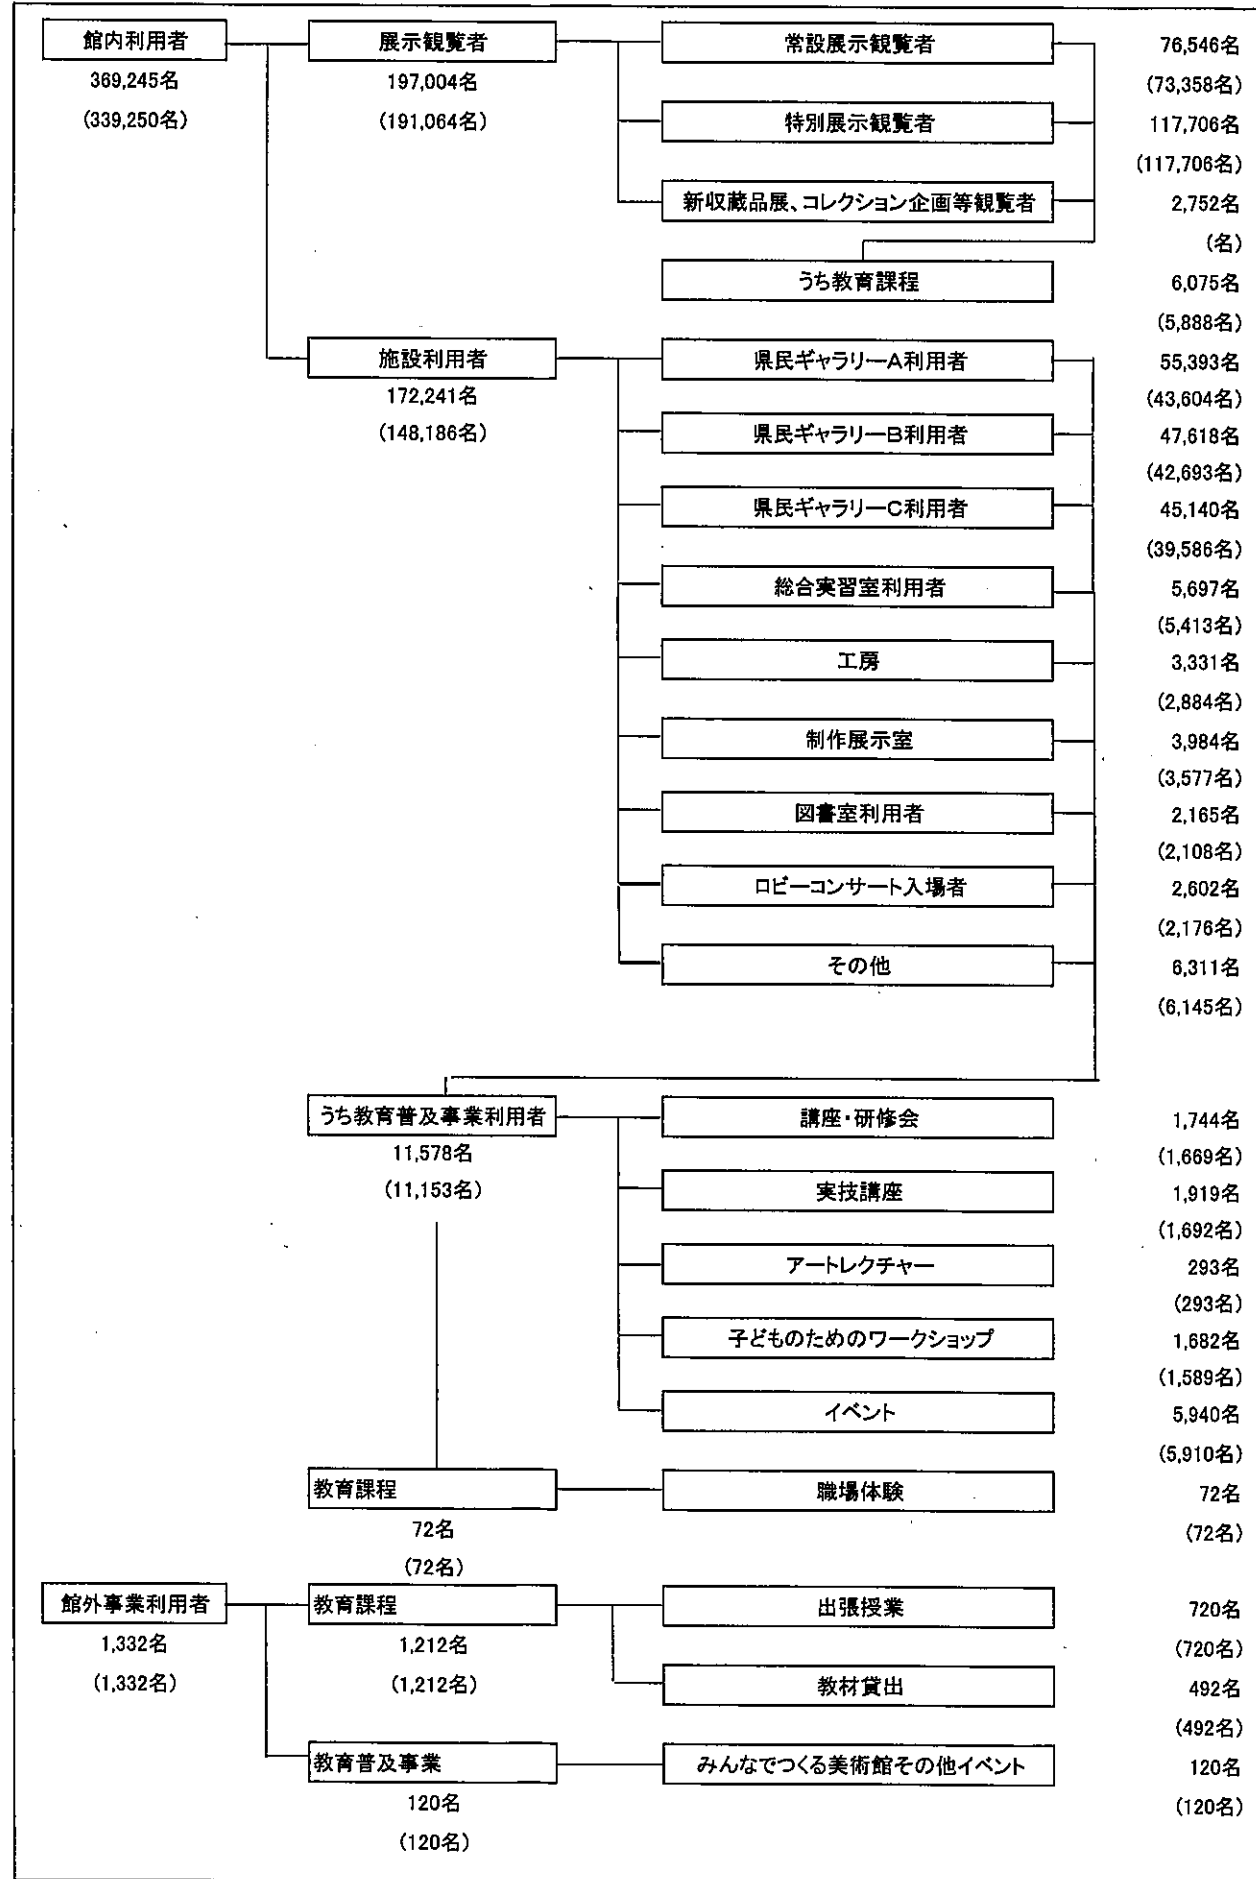 館内利用者 展示観覧者 常設展示観覧者 76,546名
369,245名 197,004名 (73,358名)
(339,250名) (191,064名) 特別展示観覧者 117,706名
(117,706名)
新収蔵品展、コレクション企画等観覧者 2,752名
(名)
うち教育課程 6,075名
(5,888名)
施設利用者 県民ギャラリーA利用者 55,393名
172,241名 (43,604名)
(148,186名) 県民ギャラリーB利用者 47,618名
(42,693名)
県民ギャラリーC利用者 45,140名
(39,586名)
総合実習室利用者 5,697名
(5,413名)
工房 3,331名
(2,884名)
制作展示室 3,984名
(3,577名)
図書室利用者 2,165名
(2,108名)
ロビーコンサート入場者 2,602名
(2,176名)
その他 6,311名
(6,145名)
うち教育普及事業利用者 講座・研修会 1,744名
11,578名 (1,669名)
(11,153名) 実技講座 1,919名
(1,692名)
アートレクチャー 293名
(293名)
子どものためのワークショップ 1,682名
(1,589名)
イベント 5,940名
(5,910名)
教育課程 職場体験 72名
72名 (72名)
(72名)
館外事業利用者 教育課程 出張授業 720名
1,332名 1,212名 (720名)
(1,332名) (1,212名) 教材貸出 492名
(492名)
教育普及事業 みんなでつくる美術館その他イベント 120名
120名 (120名)
(120名)